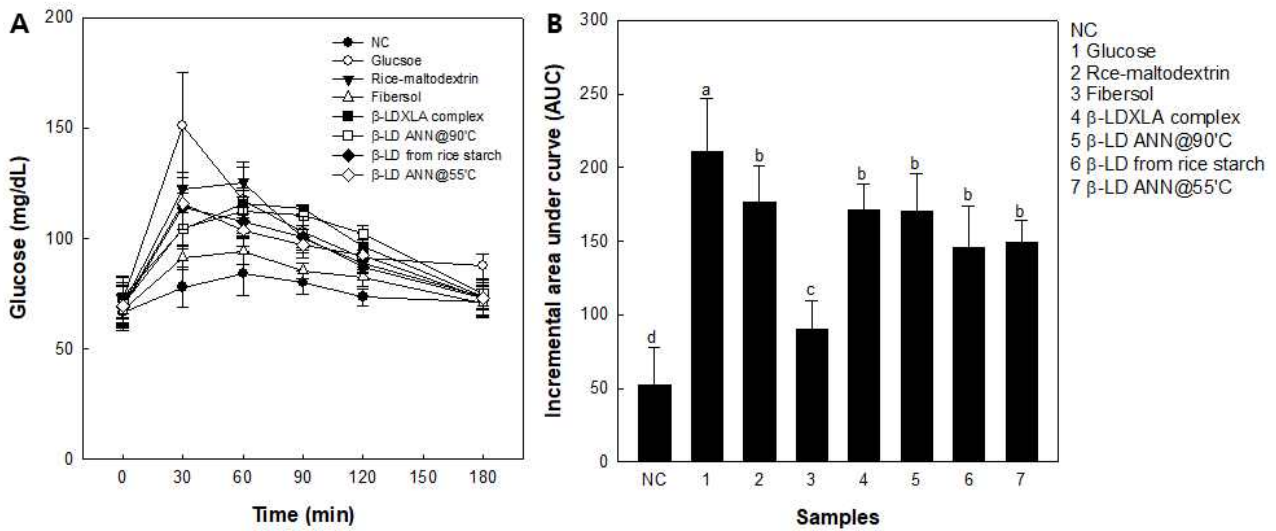 A
Glucose (mg/dL)
200
150
100
50
0
0 30 60 90 120 150 180
Time (min)
NC
Glucsoe
Rice-maltodextrin
Fibersol
β-LDXLA complex
β-LD ANN@90'C
β-LD from rice starch
β-LD ANN@55'C
B
Incremental area under curve (AUC)
300
250
200
150
100
50
0
d a b c b b b b
NC 1 2 3 4 5 6 7
Samples
NC
1 Glucose
2 Rce-maltodextrin
3 Fibersol
4 β-LDXLA complex
5 β-LD ANN@90'C
6 β-LD from rice starch
7 β-LD ANN@55'C